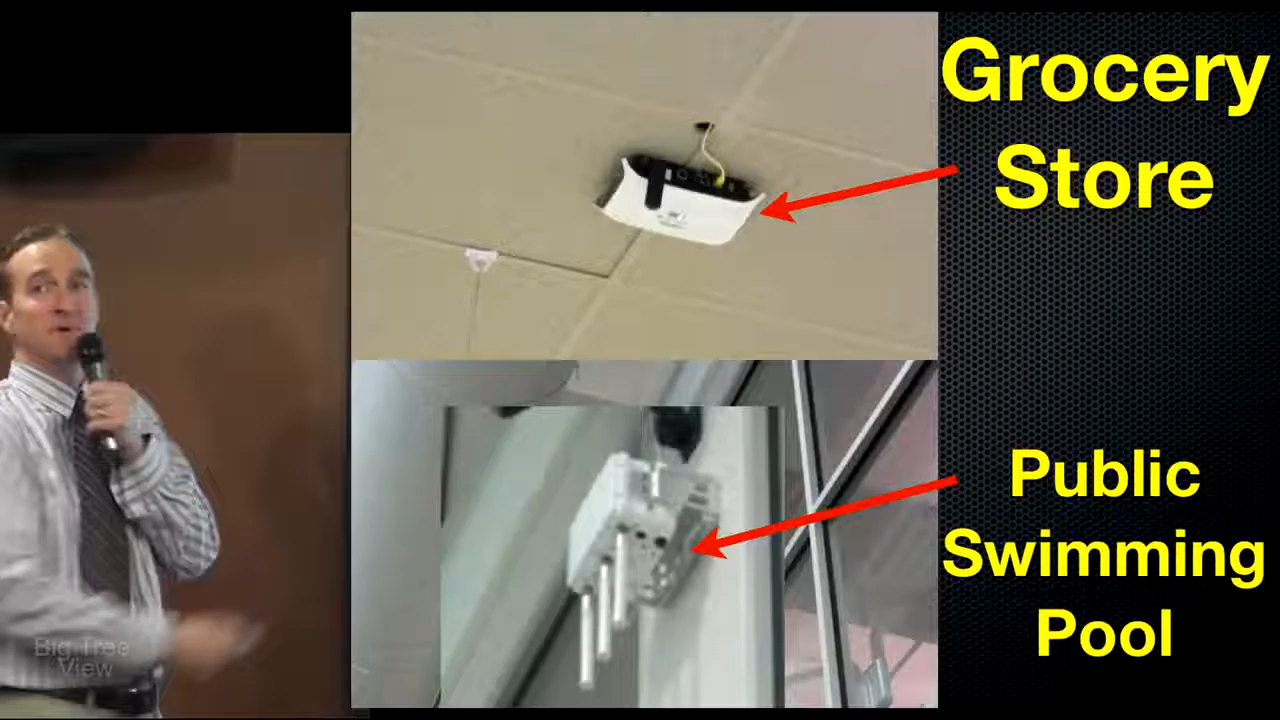 Grocery
Store
Public
Swimming
Pool
Big Tree
View